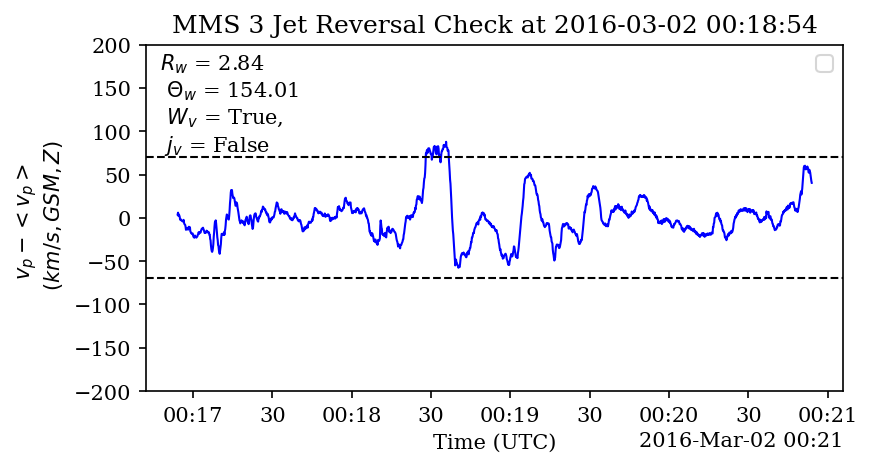 MMS 3 Jet Reversal Check at 2016-03-02 00:18:54
R_w = 2.84
Θ_w = 154.01
W_v = True,
j_v = False
200
150
100
50
0
−50
−100
−150
−200
v_p − < v_p >
(km/s, GSM, Z)
00:17 30 00:18 30 00:19 30 00:20 30 00:21
Time (UTC)
2016-Mar-02 00:21